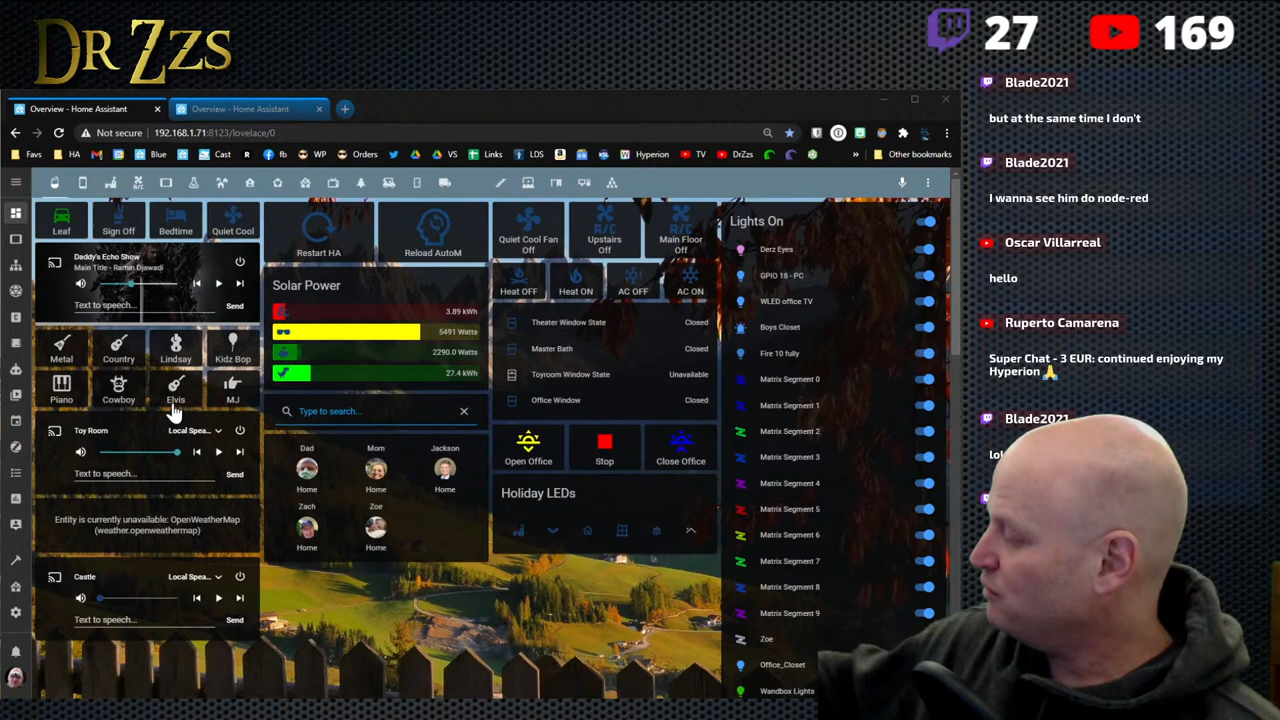 DR ZZS
27
169
Overview - Home Assistant
Overview - Home Assistant
Not secure
192.168.1.71:8123/lovelace/0
Favs
HA
Blue
Cast
fb
WP
Orders
VS
Links
LDS
Hyperion
TV
DrZzs
»
Other bookmarks
Leaf
Sign Off
Bedtime
Quiet Cool
Restart HA
Reload AutoM
Quiet Cool Fan
Off
R/C
Upstairs
Off
R/C
Main Floor
Off
Daddy's Echo Show
Main Title - Ramin Djawadi
Text to speech...
Send
Metal
Country
Lindsay
Kidz Bop
Piano
Cowboy
Elvis
MJ
Toy Room
Local Spea...
Text to speech...
Send
Entity is currently unavailable: OpenWeatherMap
(weather.openweathermap)
Castle
Local Spea...
Text to speech...
Send
Solar Power
3.89 kWh
5491 Watts
2290.0 Watts
27.4 kWh
Type to search...
Dad
Home
Mom
Home
Jackson
Home
Zach
Home
Zoe
Home
Heat OFF
Heat ON
AC OFF
AC ON
Theater Window State
Closed
Master Bath
Closed
Toyroom Window State
Unavailable
Office Window
Closed
Open Office
Stop
Close Office
Holiday LEDs
Lights On
Derz Eyes
GPIO 18 - PC
WLED office TV
Boys Closet
Fire 10 fully
Matrix Segment 0
Matrix Segment 1
Matrix Segment 2
Matrix Segment 3
Matrix Segment 4
Matrix Segment 5
Matrix Segment 6
Matrix Segment 7
Matrix Segment 8
Matrix Segment 9
Zoe
Office_Closet
Wandbox Lights
Blade2021
but at the same time I don't
Blade2021
I wanna see him do node-red
Oscar Villarreal
hello
Ruperto Camarena
Super Chat - 3 EUR: continued enjoying my
Hyperion 🙏
Blade2021